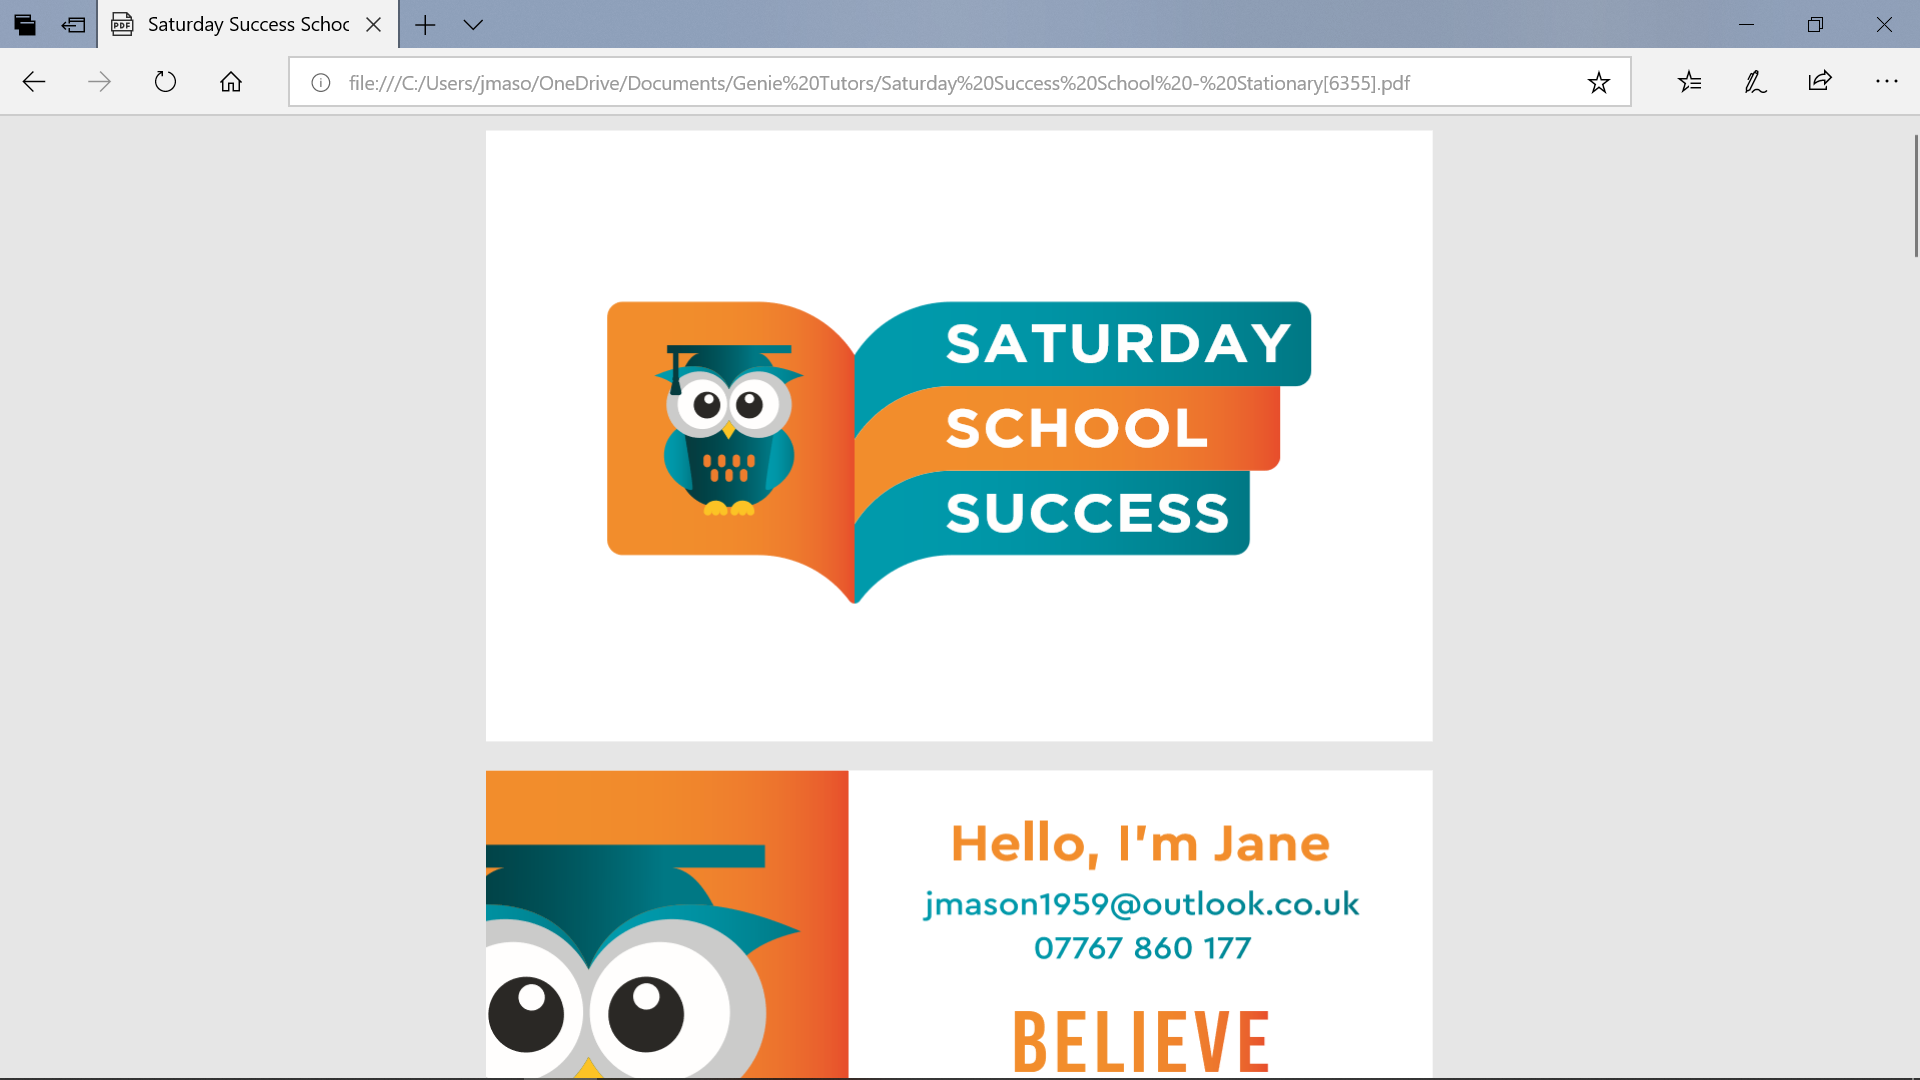 Saturday Success Schoo
file:///C:/Users/jmaso/OneDrive/Documents/Genie%20Tutors/Saturday%20Success%20School%20-%20Stationary[6355].pdf
SATURDAY
SCHOOL
SUCCESS
Hello, I'm Jane
jmason1959@outlook.co.uk
07767 860 177
BELIEVE